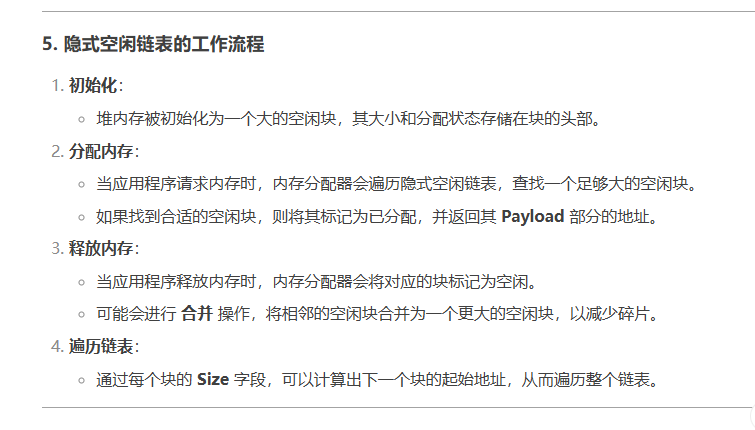 5. 隐式空闲链表的工作流程
1. 初始化：
堆内存被初始化为一个大的空闲块，其大小和分配状态存储在块的头部。
2. 分配内存：
当应用程序请求内存时，内存分配器会遍历隐式空闲链表，查找一个足够大的空闲块。
如果找到合适的空闲块，则将其标记为已分配，并返回其 Payload 部分的地址。
3. 释放内存：
当应用程序释放内存时，内存分配器会将对应的块标记为空闲。
可能会进行 合并 操作，将相邻的空闲块合并为一个更大的空闲块，以减少碎片。
4. 遍历链表：
通过每个块的 Size 字段，可以计算出下一个块的起始地址，从而遍历整个链表。